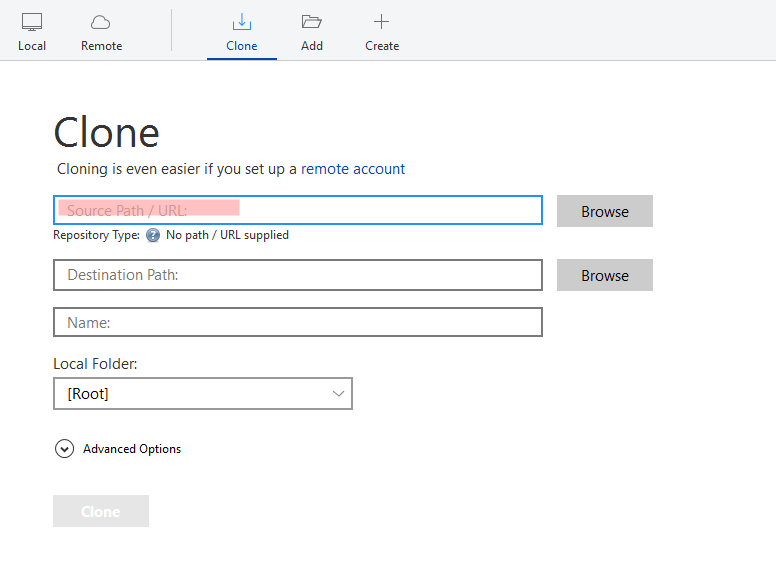 Local Remote Clone Add Create
Clone
Cloning is even easier if you set up a remote account
Source Path / URL: Browse
Repository Type: ? No path / URL supplied
Destination Path: Browse
Name:
Local Folder:
[Root]
Advanced Options
Clone